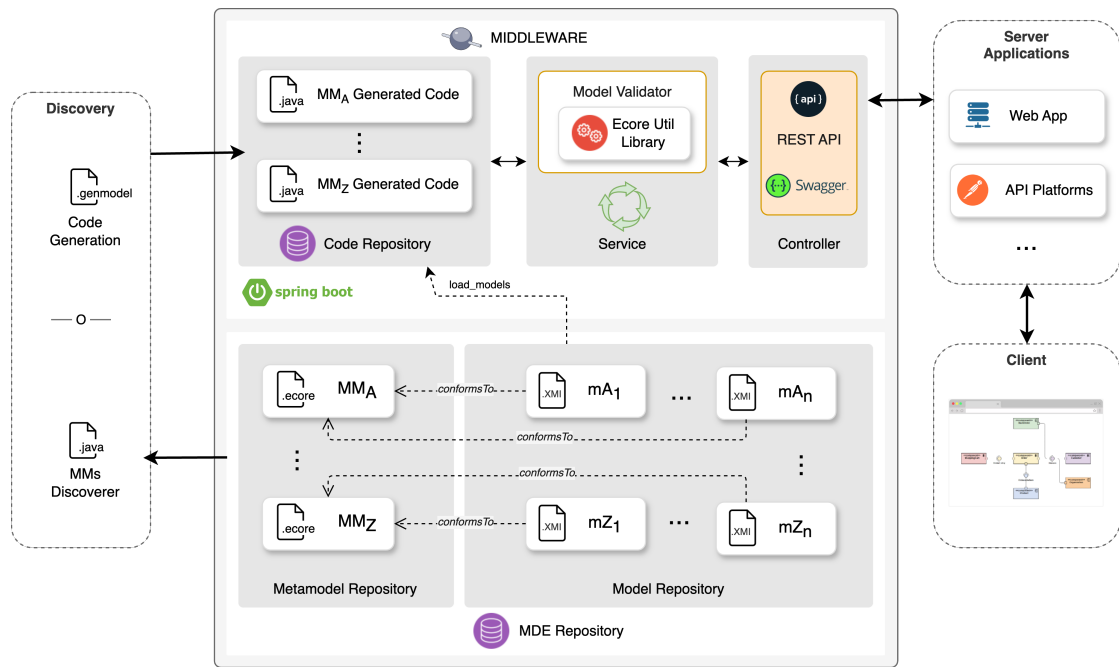 Discovery
.genmodel
Code
Generation
O
.java
MMs
Discoverer
MIDDLEWARE
.java
MMA Generated Code
⋮
.java
MMZ Generated Code
Code Repository
Model Validator
Ecore Util
Library
Service
{api}
REST API
{···} Swagger.
Controller
spring boot
load_models
.ecore
MMA
conformsTo
.XMI
mA1
...
.XMI
mAn
conformsTo
⋮
⋮
conformsTo
.ecore
MMZ
conformsTo
.XMI
mZ1
...
.XMI
mZn
Metamodel Repository
Model Repository
MDE Repository
Server
Applications
Web App
API Platforms
...
Client